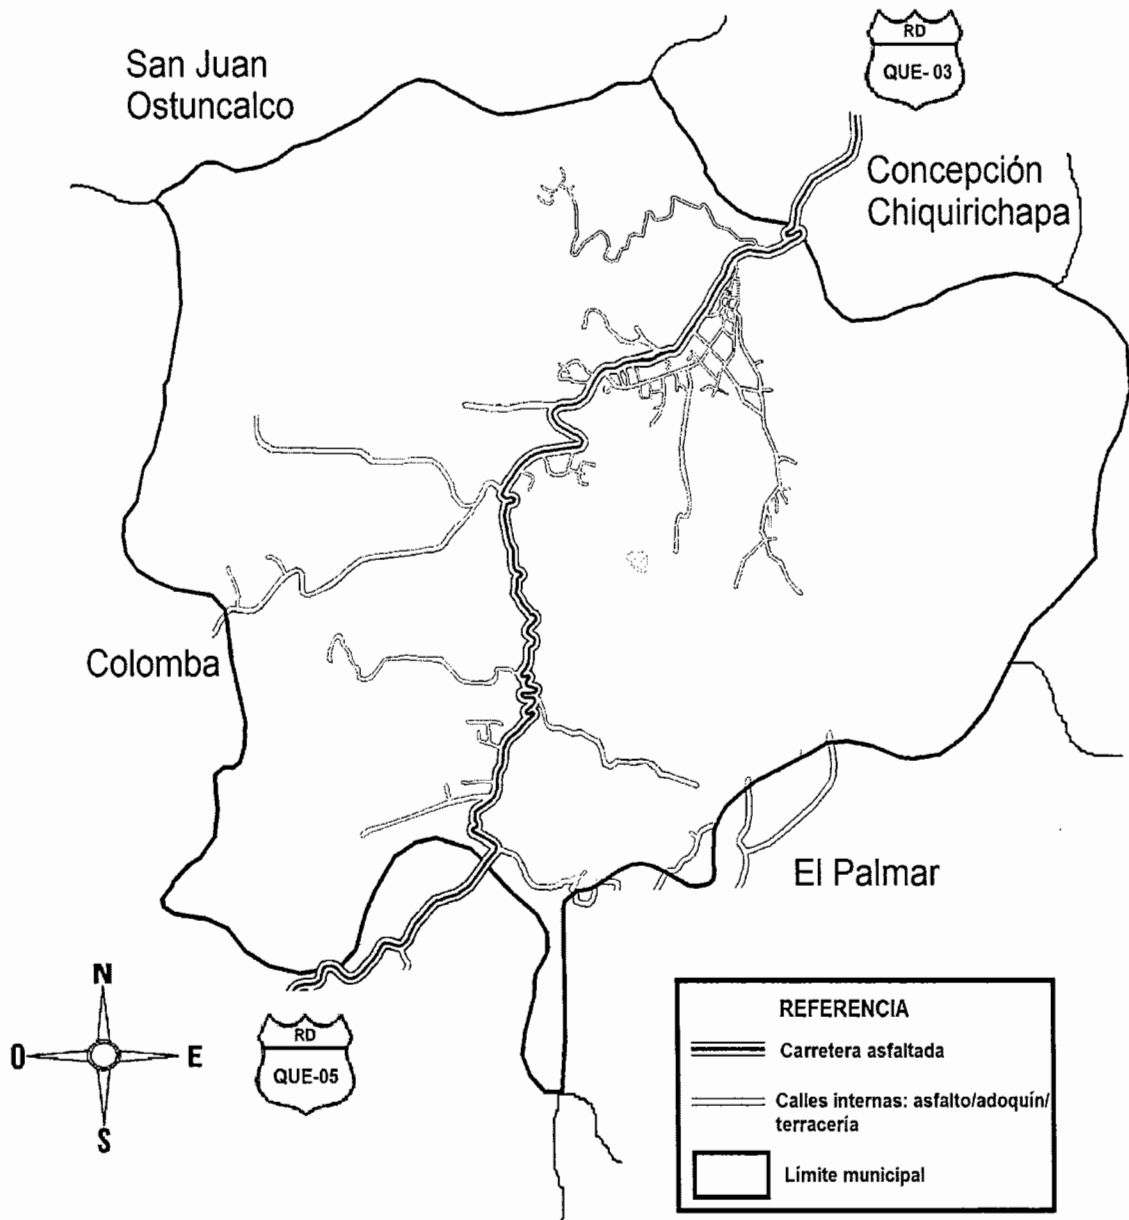 RD
QUE- 03
San Juan
Ostuncalco
Concepción
Chiquirichapa
Colomba
El Palmar
N
O
E
S
RD
QUE-05
REFERENCIA
Carretera asfaltada
Calles internas: asfalto/adoquín/
terracería
Límite municipal